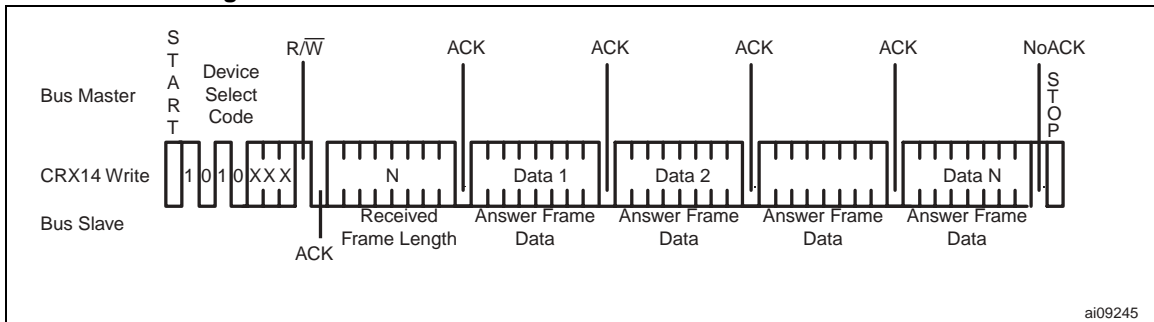 START
Device
Select
Code
R/W
ACK
ACK
ACK
ACK
NoACK
STOP
Bus Master
CRX14 Write
1 0 1 0 X X X
N
Data 1
Data 2
Data N
Bus Slave
ACK
Received
Frame Length
Answer Frame
Data
Answer Frame
Data
Answer Frame
Data
Answer Frame
Data
ai09245